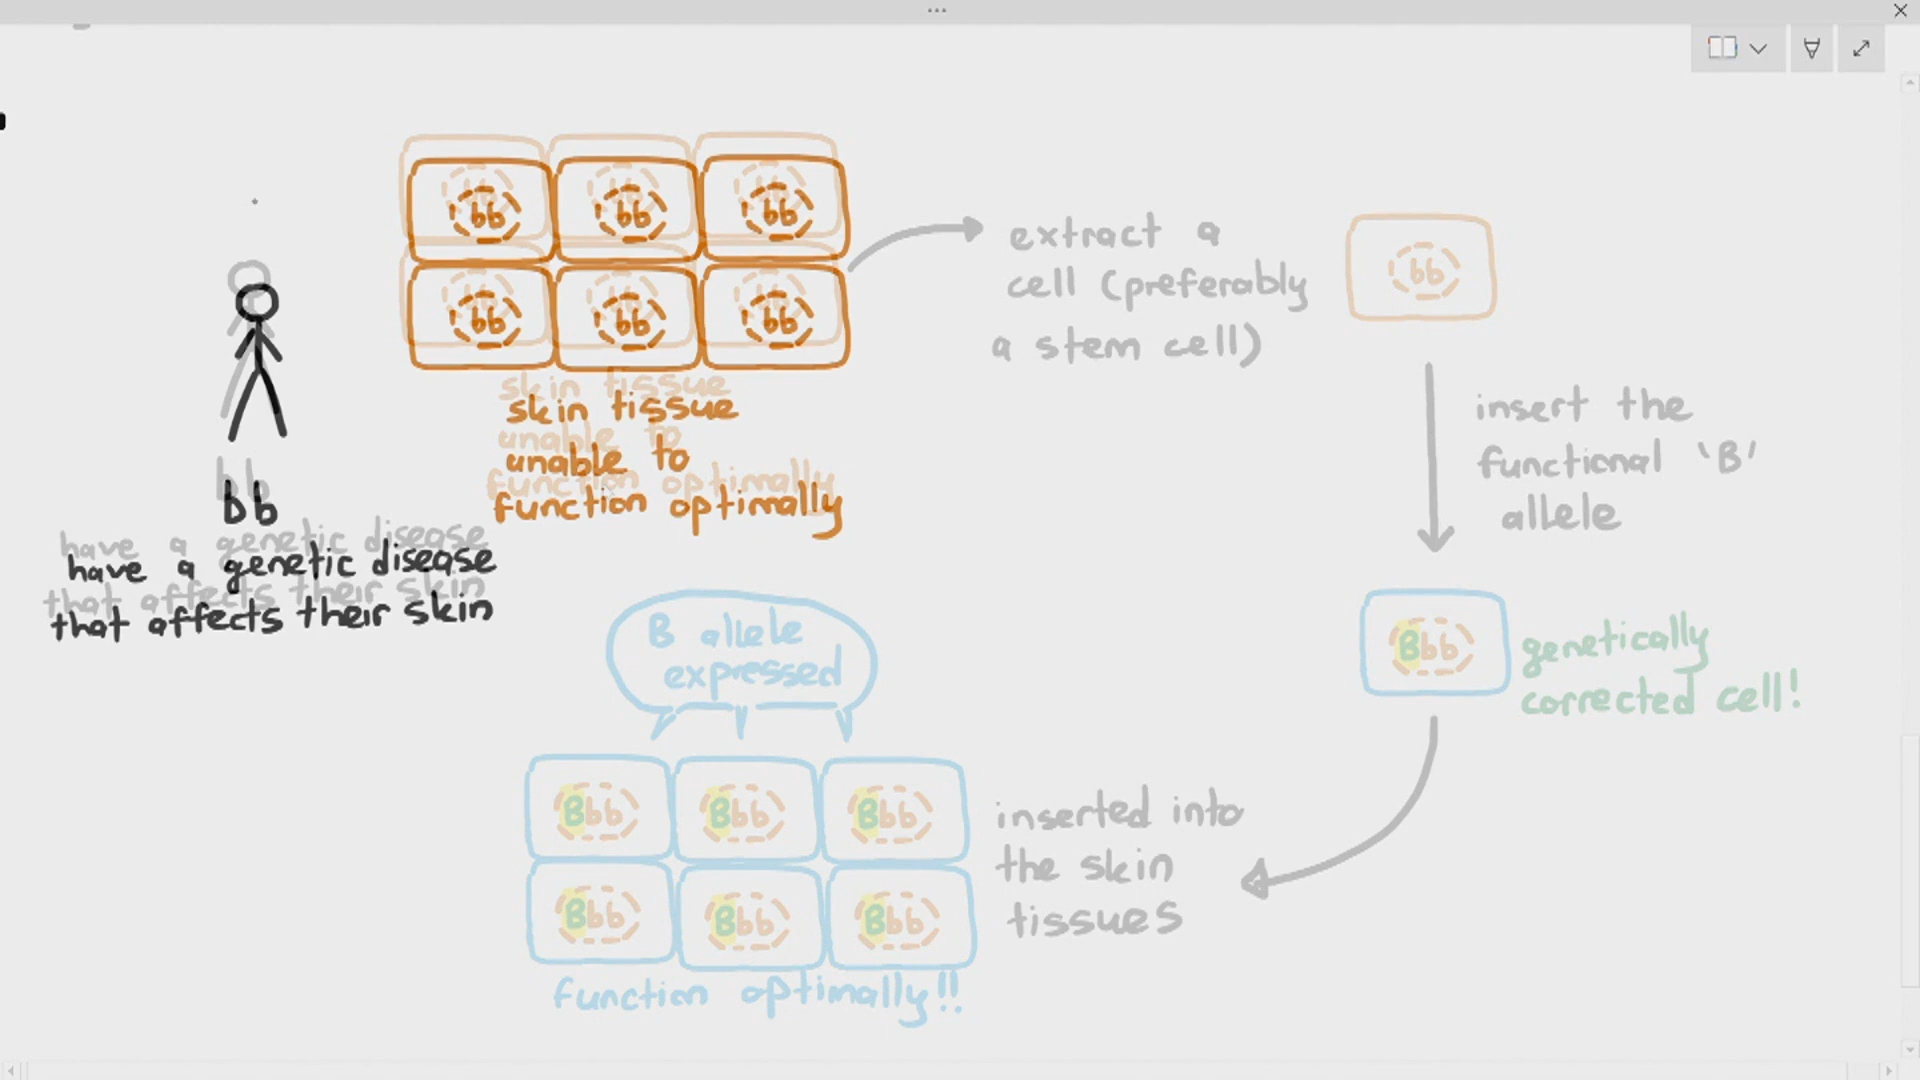 bb bb bb
bb bb bb
skin tissue
unable to
function optimally
bb
have a genetic disease
that affects their skin
extract a
cell (preferably
a stem cell)
bb
insert the
functional 'B'
allele
Bbb
genetically
corrected cell!
inserted into
the skin
tissues
B allele
expressed
Bbb Bbb Bbb
Bbb Bbb Bbb
function optimally!!